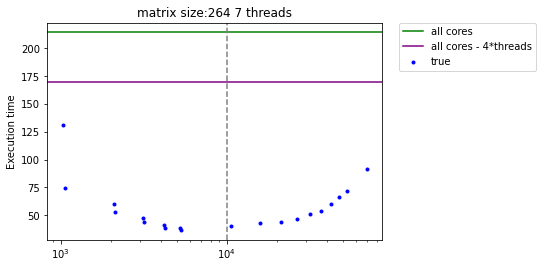 matrix size:264 7 threads
all cores
all cores - 4*threads
true
Execution time
200
175
150
125
100
75
50
10³
10⁴